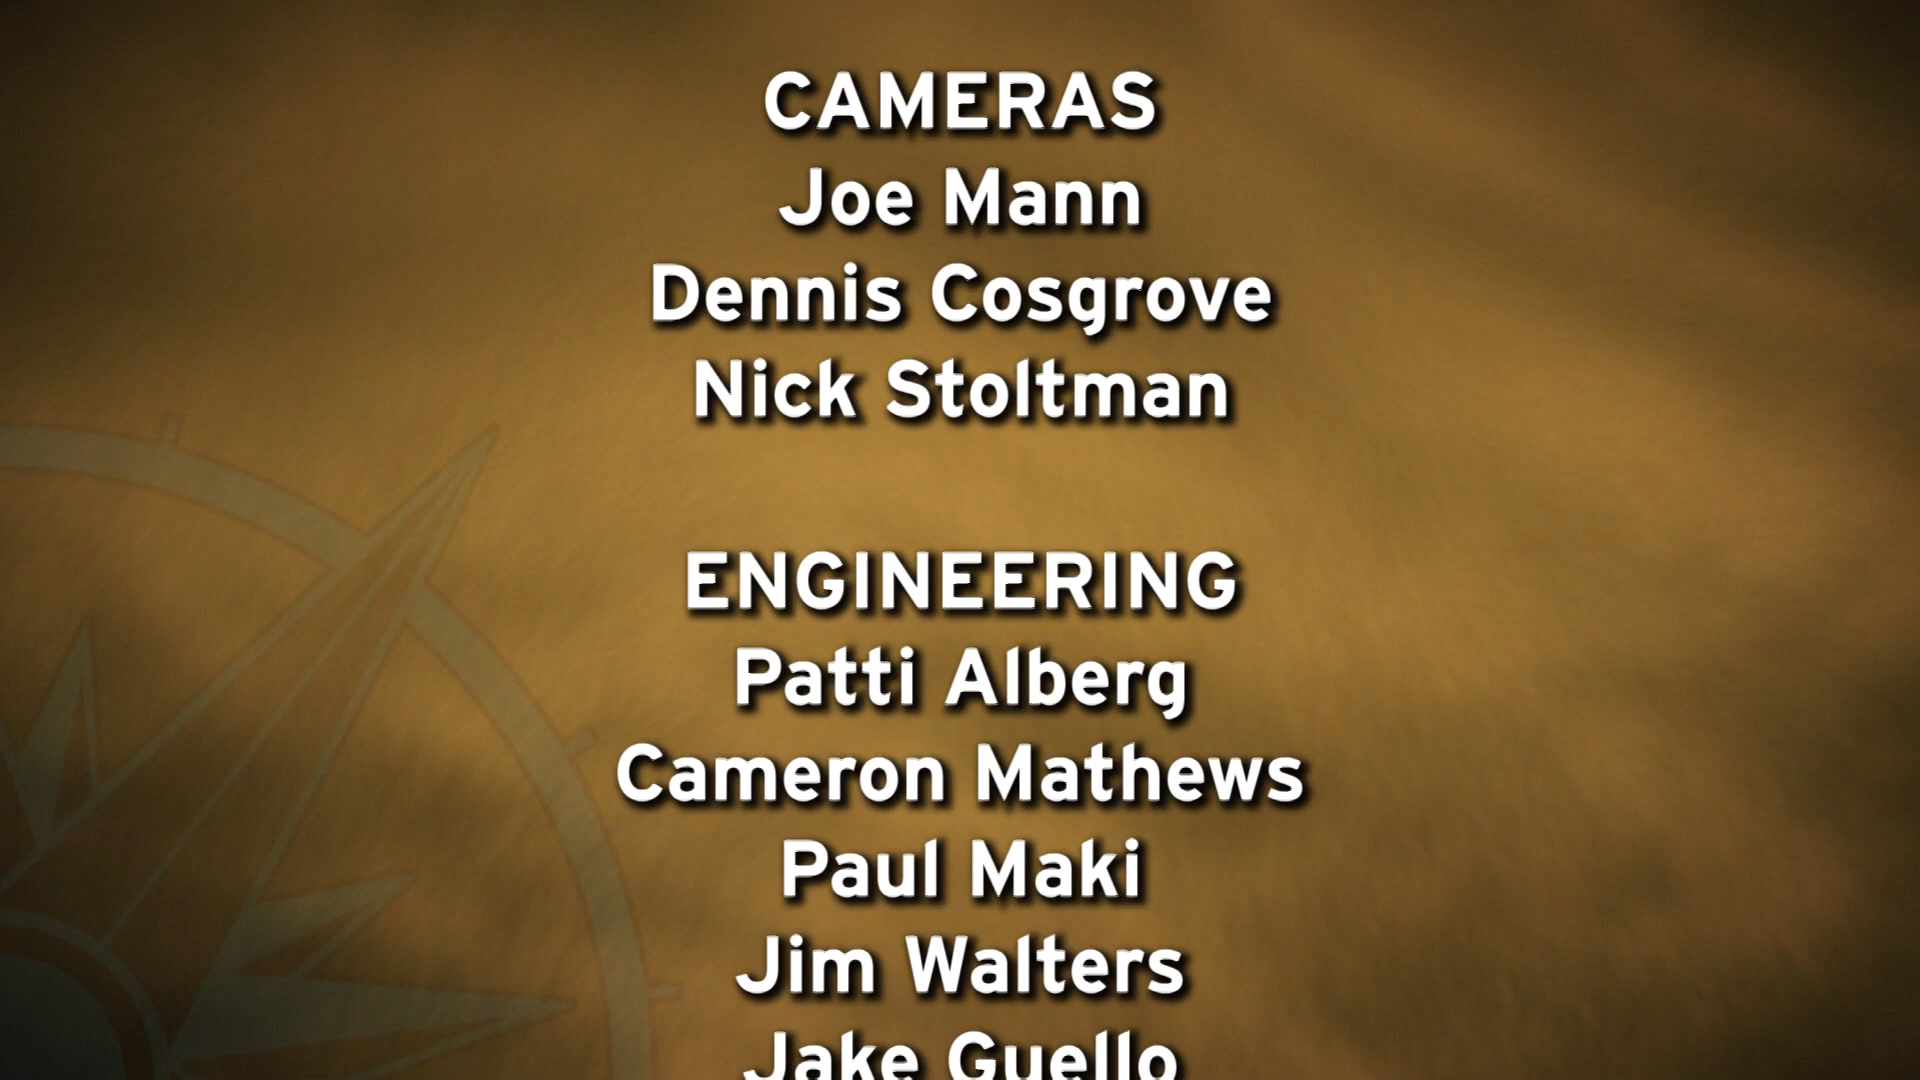 CAMERAS
Joe Mann
Dennis Cosgrove
Nick Stoltman
ENGINEERING
Patti Alberg
Cameron Mathews
Paul Maki
Jim Walters
Jake Guello